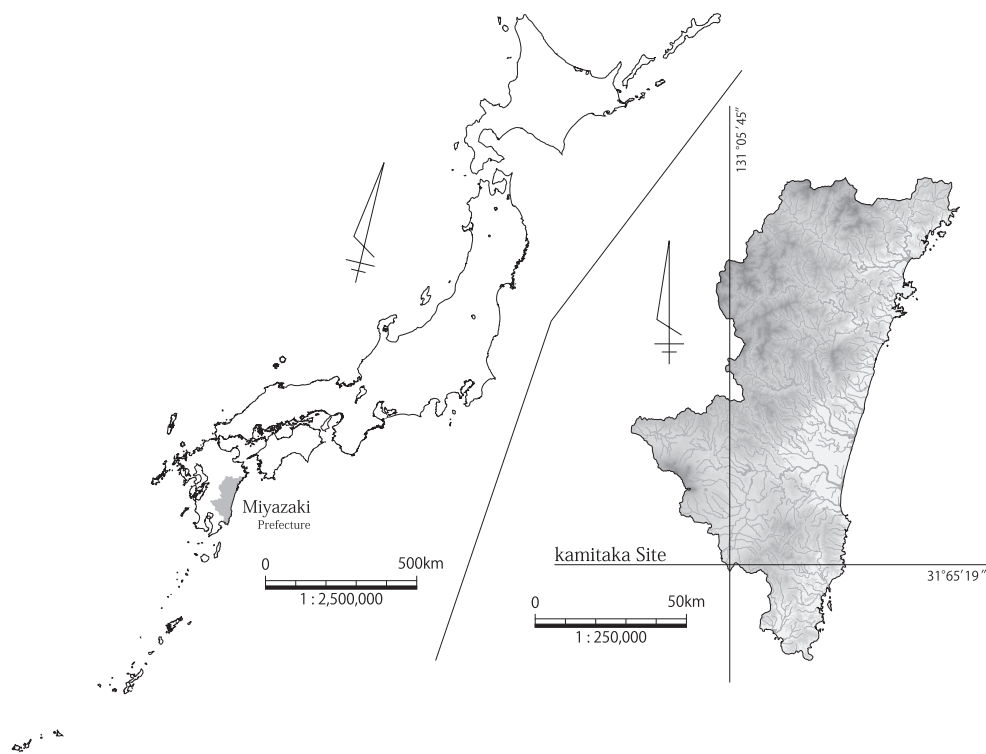 Miyazaki
Prefecture
0 500km
1 : 2,500,000
131 °05 ′45″
kamitaka Site
31°65′19 ″
0 50km
1 : 250,000